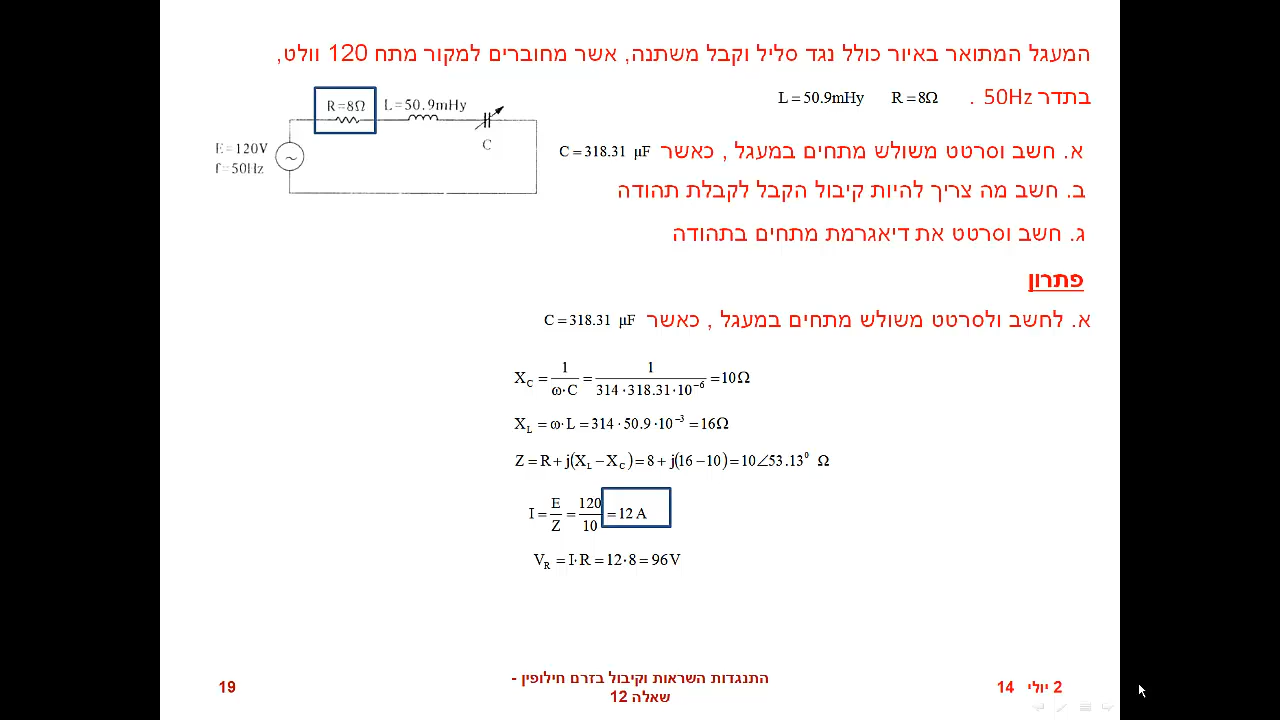 המעגל המתואר באיור כולל נגד סליל וקבל משתנה, אשר מחוברים למקור מתח 120 וולט,
בתדר 50Hz . R = 8Ω L = 50.9mHy
R=8Ω L=50.9mHy
C
E=120V
f=50Hz
א. חשב וסרטט משולש מתחים במעגל , כאשר C = 318.31 μF
ב. חשב מה צריך להיות קיבול הקבל לקבלת תהודה
ג. חשב וסרטט את דיאגרמת מתחים בתהודה
פתרון
א. לחשב ולסרטט משולש מתחים במעגל , כאשר C = 318.31 μF
X_C = 1/(ω·C) = 1/(314·318.31·10^-6) = 10Ω
X_L = ω·L = 314·50.9·10^-3 = 16Ω
Z = R + j(X_L − X_C) = 8 + j(16 − 10) = 10∠53.13^0 Ω
I = E/Z = 120/10 = 12 A
V_R = I·R = 12·8 = 96V
2 יולי 14
התנגדות השראות וקיבול בזרם חילופין -
שאלה 12
19